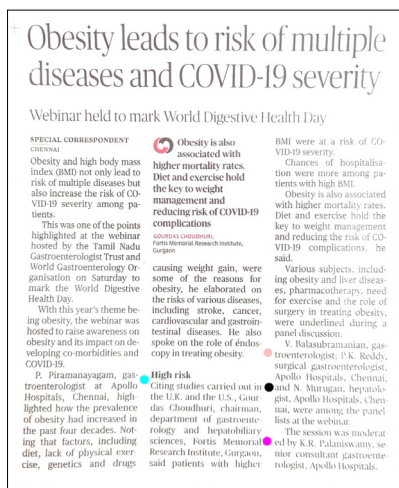 Obesity leads to risk of multiple
diseases and COVID-19 severity
Webinar held to mark World Digestive Health Day
SPECIAL CORRESPONDENT
CHENNAI
Obesity and high body mass
index (BMI) not only lead to
risk of multiple diseases but
also increase the risk of CO-
VID-19 severity among pa-
tients.
This was one of the points
highlighted at the webinar
hosted by the Tamil Nadu
Gastroenterologist Trust and
World Gastroenterology Or-
ganisation on Saturday to
mark the World Digestive
Health Day.
With this year's theme be-
ing obesity, the webinar was
hosted to raise awareness on
obesity and its impact on de-
veloping co-morbidities and
COVID-19.
P. Piramanayagam, gas-
troenterologist at Apollo
Hospitals, Chennai, high-
lighted how the prevalence
of obesity had increased in
the past four decades. Not-
ing that factors, including
diet, lack of physical exer-
cise, genetics and drugs
Obesity is also
associated with
higher mortality rates.
Diet and exercise hold
the key to weight
management and
reducing risk of COVID-19
complications
GOURDAS CHOUDHURI,
Fortis Memorial Research Institute,
Gurgaon
causing weight gain, were
some of the reasons for
obesity, he elaborated on
the risks of various diseases,
including stroke, cancer,
cardiovascular and gastroin-
testinal diseases. He also
spoke on the role of endos-
copy in treating obesity.
High risk
Citing studies carried out in
the U.K. and the U.S., Gour-
das Choudhuri, chairman,
department of gastroente-
rology and hepatobiliary
sciences, Fortis Memorial
Research Institute, Gurgaon,
said patients with higher
BMI were at a risk of CO-
VID-19 severity.
Chances of hospitalisa-
tion were more among pa-
tients with high BMI.
Obesity is also associated
with higher mortality rates.
Diet and exercise hold the
key to weight management
and reducing the risk of CO-
VID-19 complications, he
said.
Various subjects, includ-
ing obesity and liver diseas-
es, pharmacotherapy, need
for exercise and the role of
surgery in treating obesity,
were underlined during a
panel discussion.
V. Balasubramanian, gas-
troenterologist; P.K. Reddy,
surgical gastroenterologist,
Apollo Hospitals, Chennai,
and N. Murugan, hepatolo-
gist, Apollo Hospitals, Chen-
nai, were among the panel-
lists at the webinar.
The session was moderat-
ed by K.R. Palaniswamy, se-
nior consultant gastroente-
rologist, Apollo Hospitals.